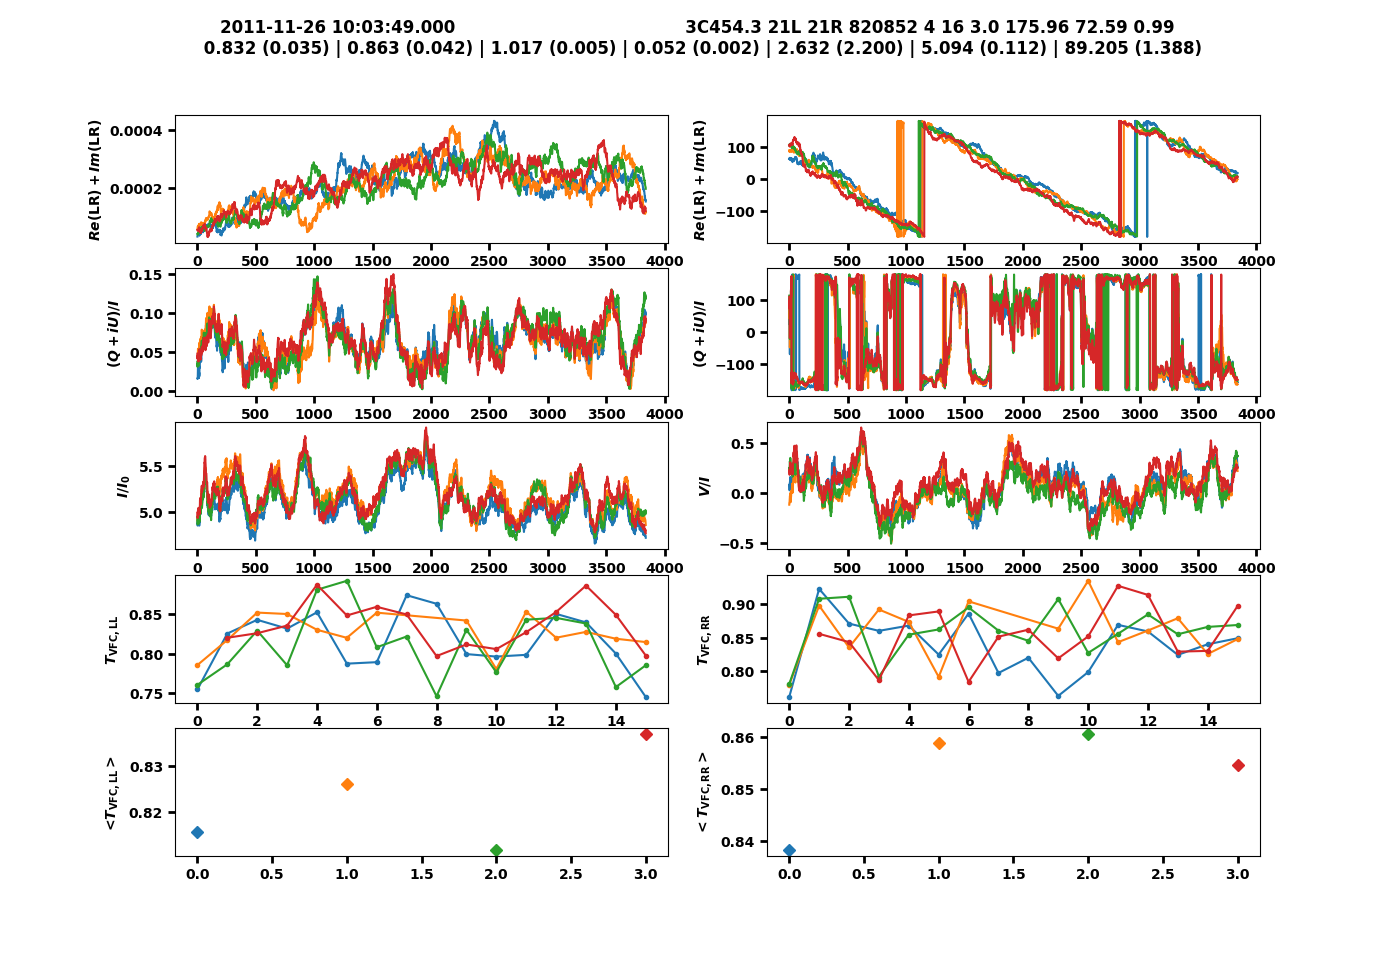 2011-11-26 10:03:49.000 3C454.3 21L 21R 820852 4 16 3.0 175.96 72.59 0.99
0.832 (0.035) | 0.863 (0.042) | 1.017 (0.005) | 0.052 (0.002) | 2.632 (2.200) | 5.094 (0.112) | 89.205 (1.388)
Re(LR) + Im(LR)
0.0004
0.0002
0 500 1000 1500 2000 2500 3000 3500 4000
Re(LR) + Im(LR)
100
0
−100
0 500 1000 1500 2000 2500 3000 3500 4000
(Q + iU)/I
0.15
0.10
0.05
0.00
0 500 1000 1500 2000 2500 3000 3500 4000
(Q + iU)/I
100
0
−100
0 500 1000 1500 2000 2500 3000 3500 4000
I/I0
5.5
5.0
0 500 1000 1500 2000 2500 3000 3500 4000
V/I
0.5
0.0
−0.5
0 500 1000 1500 2000 2500 3000 3500 4000
TVFC, LL
0.85
0.80
0.75
0 2 4 6 8 10 12 14
TVFC, RR
0.90
0.85
0.80
0 2 4 6 8 10 12 14
<TVFC, LL >
0.83
0.82
0.0 0.5 1.0 1.5 2.0 2.5 3.0
< TVFC, RR >
0.86
0.85
0.84
0.0 0.5 1.0 1.5 2.0 2.5 3.0